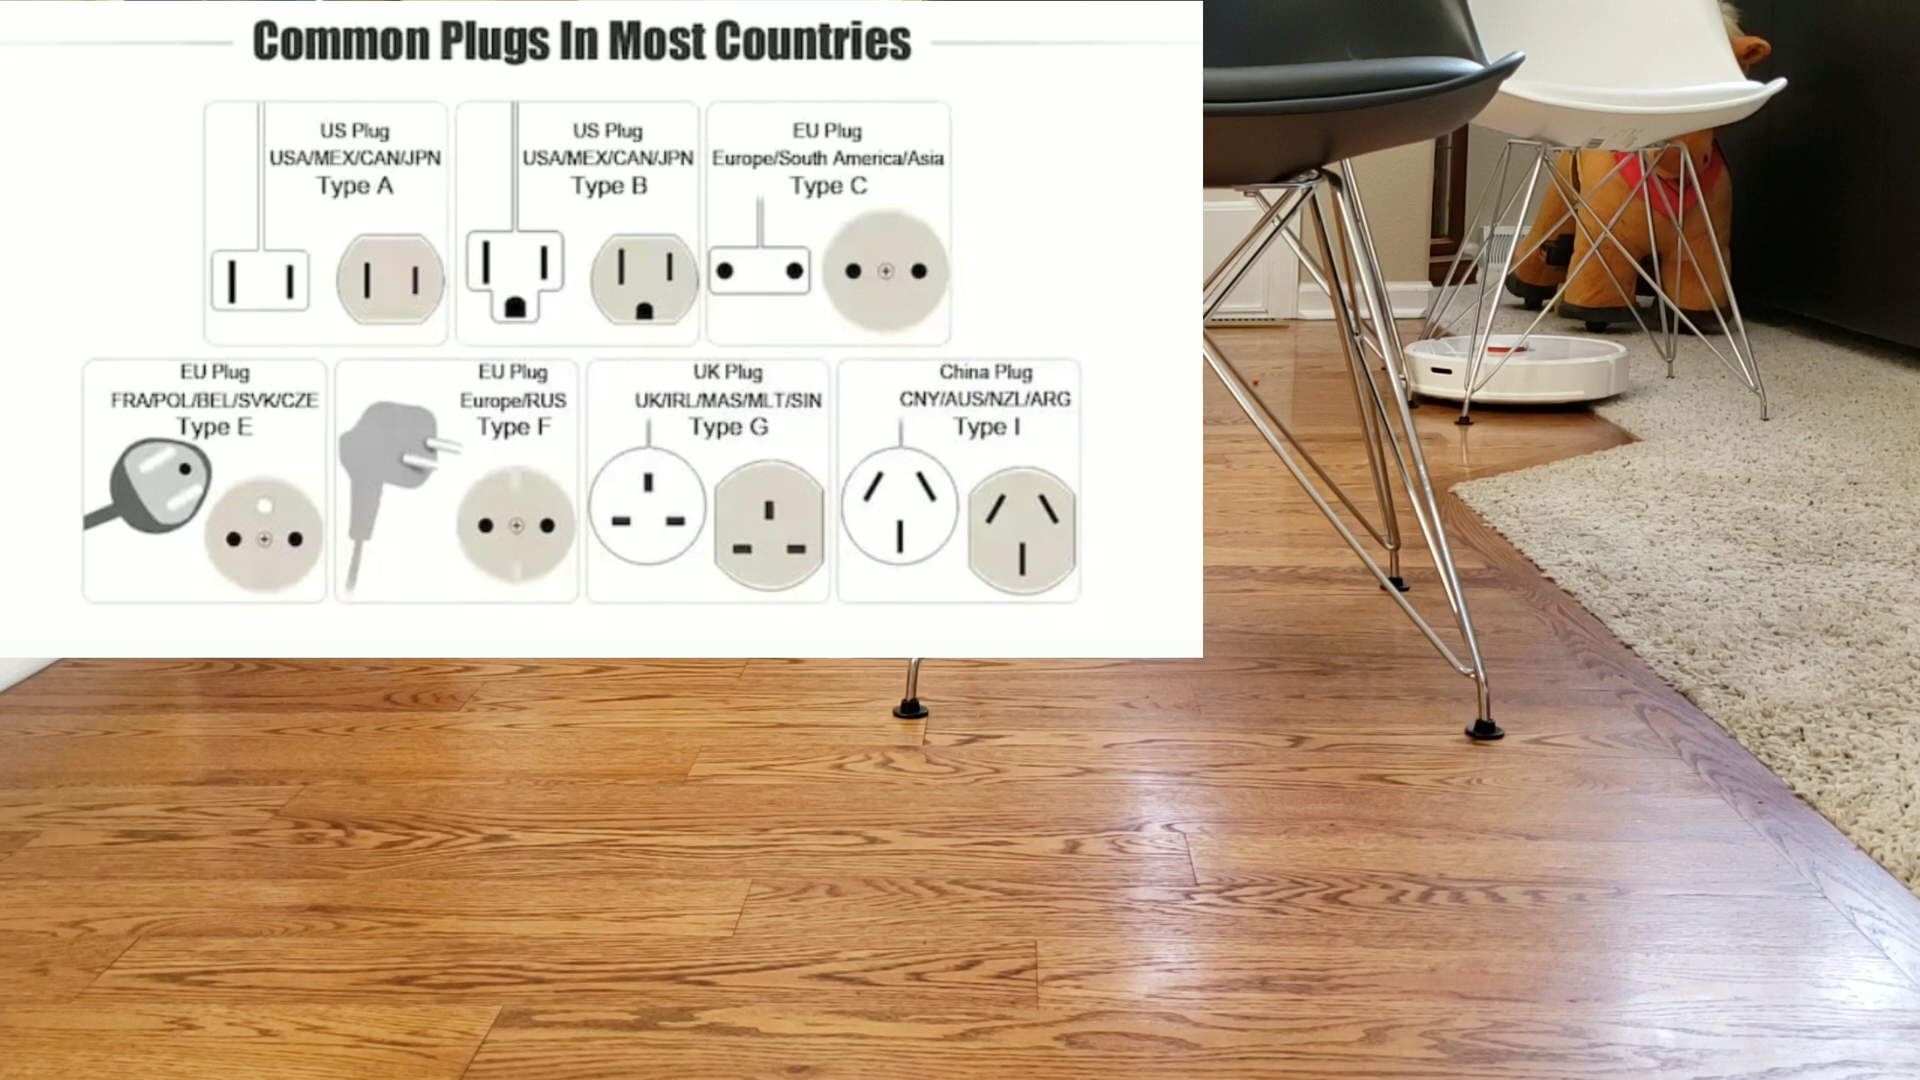 Common Plugs In Most Countries
US Plug
USA/MEX/CAN/JPN
Type A
US Plug
USA/MEX/CAN/JPN
Type B
EU Plug
Europe/South America/Asia
Type C
EU Plug
FRA/POL/BEL/SVK/CZE
Type E
EU Plug
Europe/RUS
Type F
UK Plug
UK/IRL/MAS/MLT/SIN
Type G
China Plug
CNY/AUS/NZL/ARG
Type I